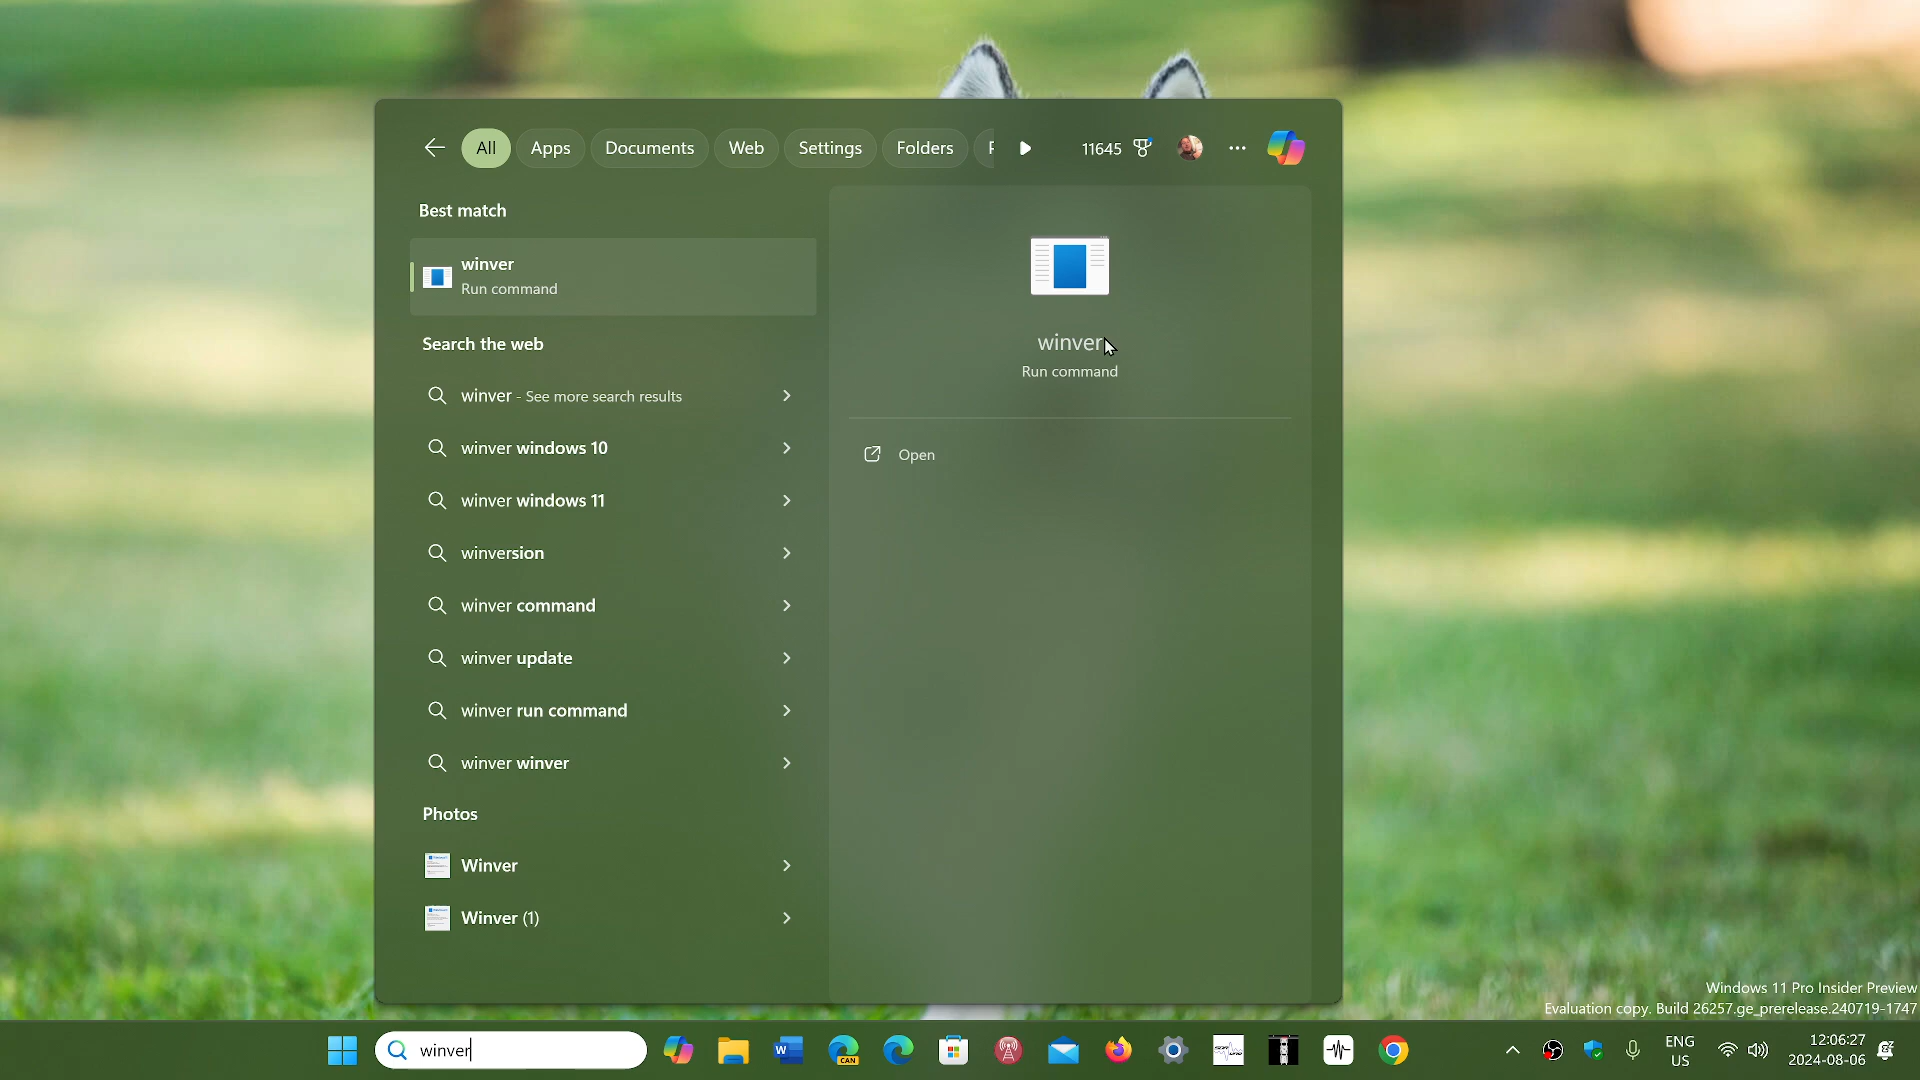 All
Apps
Documents
Web
Settings
Folders
11645
Best match
winver
Run command
Search the web
winver - See more search results
winver windows 10
winver windows 11
winversion
winver command
winver update
winver run command
winver winver
Photos
Winver
Winver (1)
winver
Run command
Open
Windows 11 Pro Insider Preview
Evaluation copy. Build 26257.ge_prerelease.240719-1747
winver
W
CAN
ENG
US
12:06:27
2024-08-06